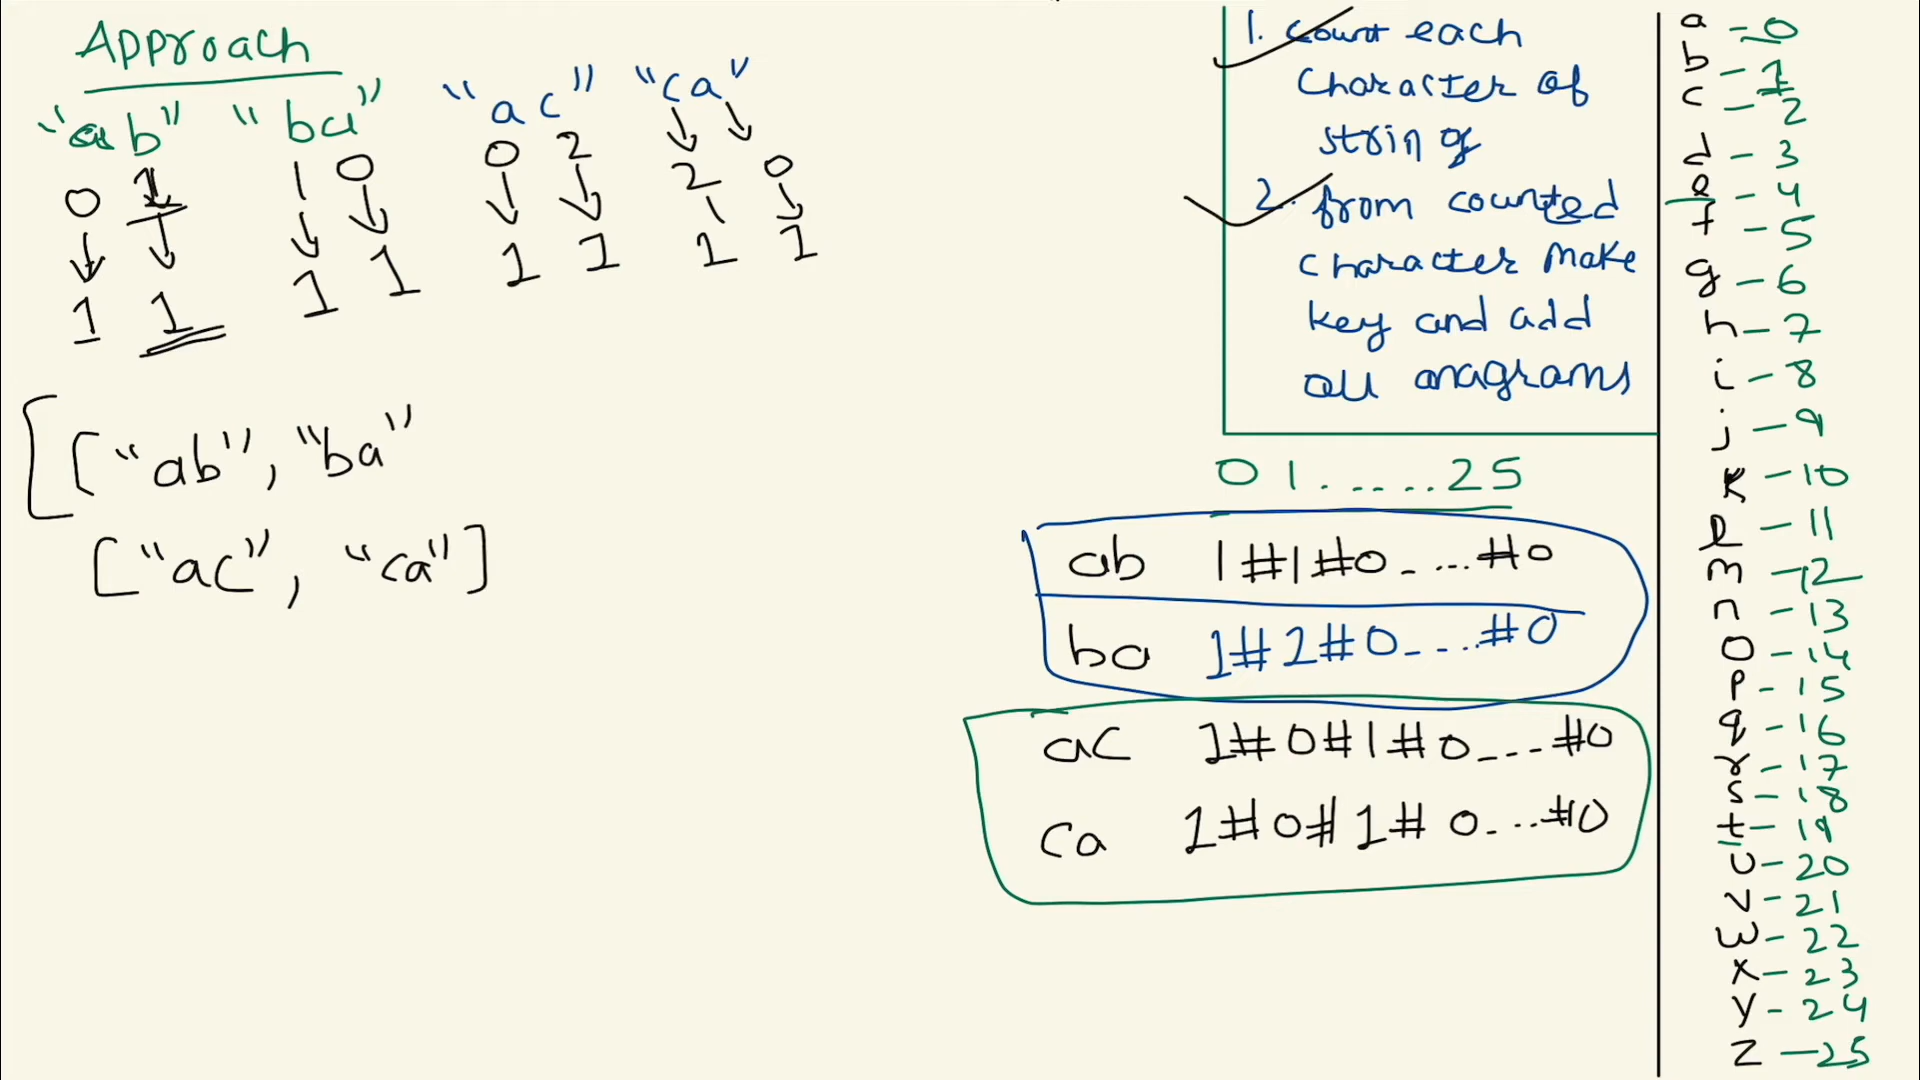 Approach
"ab" "ba" "ac" "ca"
0 1 1 0 0 2 2 0
1 1 1 1 1 1 1 1
["ab", "ba"
["ac", "ca"]
1. Count each
Character of
string
2. from counted
character make
key and add
all anagrams
0 1 . . . . . . 25
ab 1#1#0- ....#0
ba 1#2#0- - - ..#0
ac 1#0#1#0---#0
ca 1#0#1#0- ...#0
a - 0
b - 1
c - 2
d - 3
e - 4
f - 5
g - 6
h - 7
i - 8
j - 9
k - 10
l - 11
m - 12
n - 13
o - 14
p - 15
q - 16
r - 17
s - 18
t - 19
u - 20
v - 21
w - 22
x - 23
y - 24
z - 25